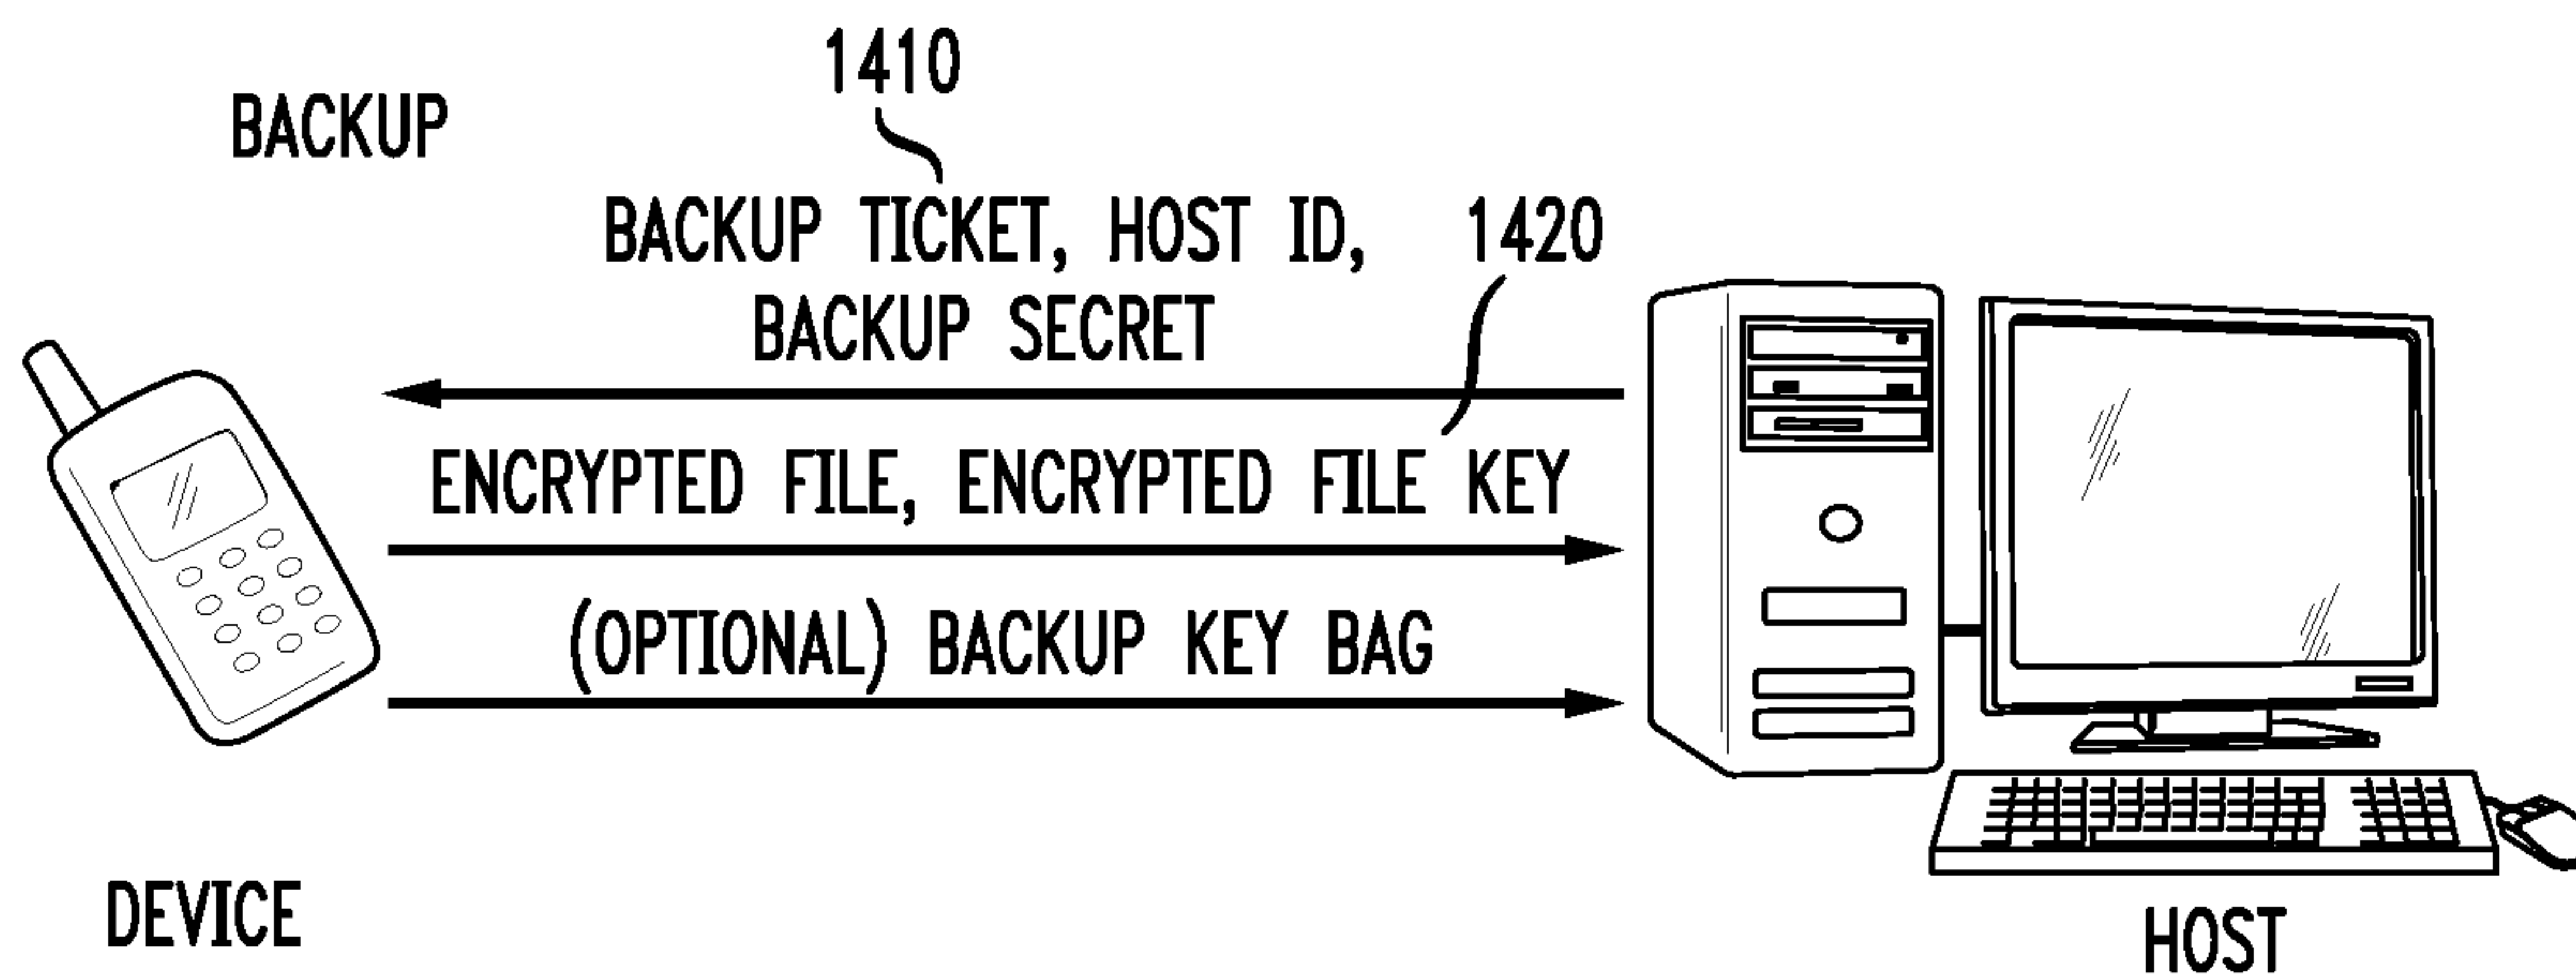 1410
BACKUP
BACKUP TICKET, HOST ID, 1420
BACKUP SECRET
ENCRYPTED FILE, ENCRYPTED FILE KEY
(OPTIONAL) BACKUP KEY BAG
DEVICE
HOST